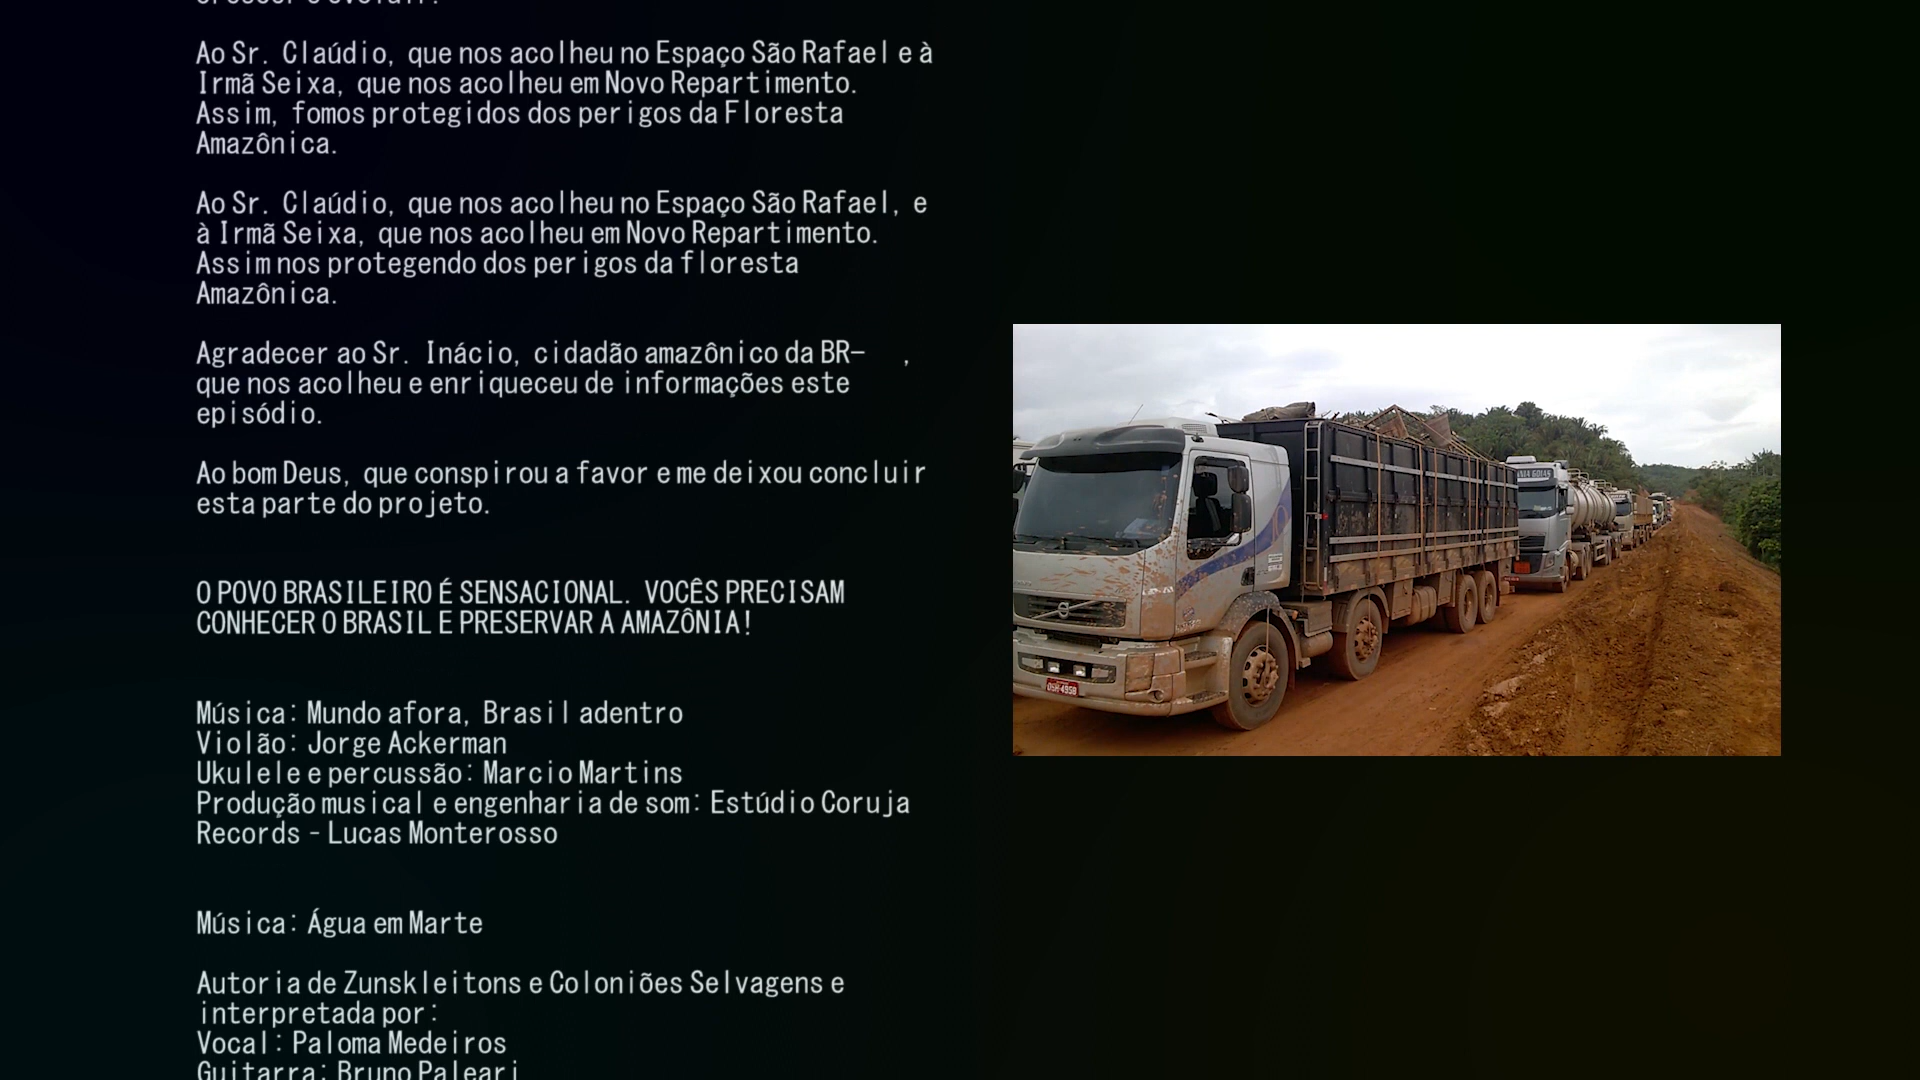 Ao Sr. Claúdio, que nos acolheu no Espaço São Rafael e à
Irmã Seixa, que nos acolheu em Novo Repartimento.
Assim, fomos protegidos dos perigos da Floresta
Amazônica.
Ao Sr. Claúdio, que nos acolheu no Espaço São Rafael, e
à Irmã Seixa, que nos acolheu em Novo Repartimento.
Assim nos protegendo dos perigos da floresta
Amazônica.
Agradecer ao Sr. Inácio, cidadão amazônico da BR- ,
que nos acolheu e enriqueceu de informações este
episódio.
Ao bom Deus, que conspirou a favor e me deixou concluir
esta parte do projeto.
O POVO BRASILEIRO É SENSACIONAL. VOCÊS PRECISAM
CONHECER O BRASIL E PRESERVAR A AMAZÔNIA!
Música: Mundo afora, Brasil adentro
Violão: Jorge Ackerman
Ukulele e percussão: Marcio Martins
Produção musical e engenharia de som: Estúdio Coruja
Records - Lucas Monterosso
Música: Água em Marte
Autoria de Zunskleitons e Coloniões Selvagens e
interpretada por:
Vocal: Paloma Medeiros
Guitarra: Bruno Paleari